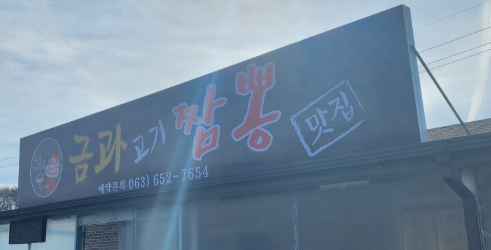 금과 고기 짬뽕 맛집
예약문의 063) 652-7654